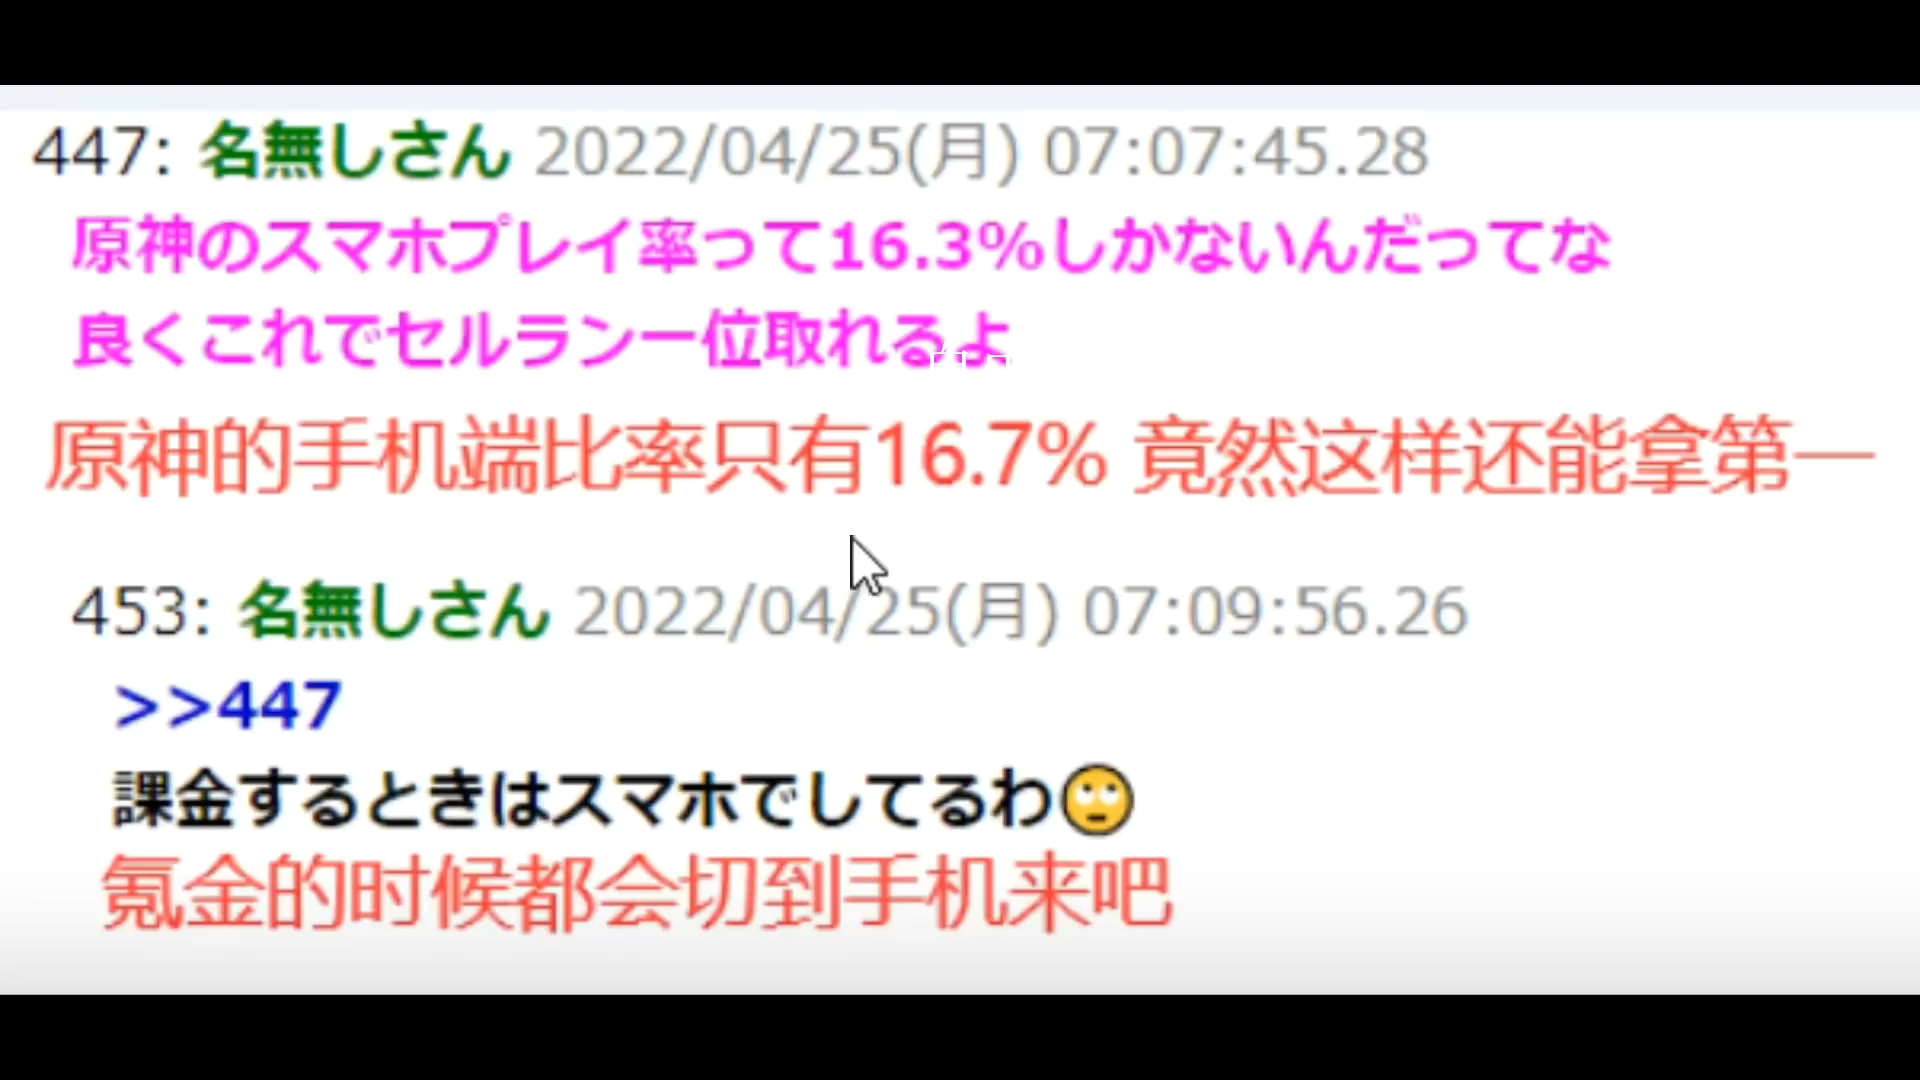 447: 名無しさん 2022/04/25(月) 07:07:45.28
原神のスマホプレイ率って16.3%しかないんだってな
良くこれでセルラン一位取れるよ
原神的手机端比率只有16.7% 竟然这样还能拿第一
453: 名無しさん 2022/04/25(月) 07:09:56.26
>>447
課金するときはスマホでしてるわ🙄
氪金的时候都会切到手机来吧